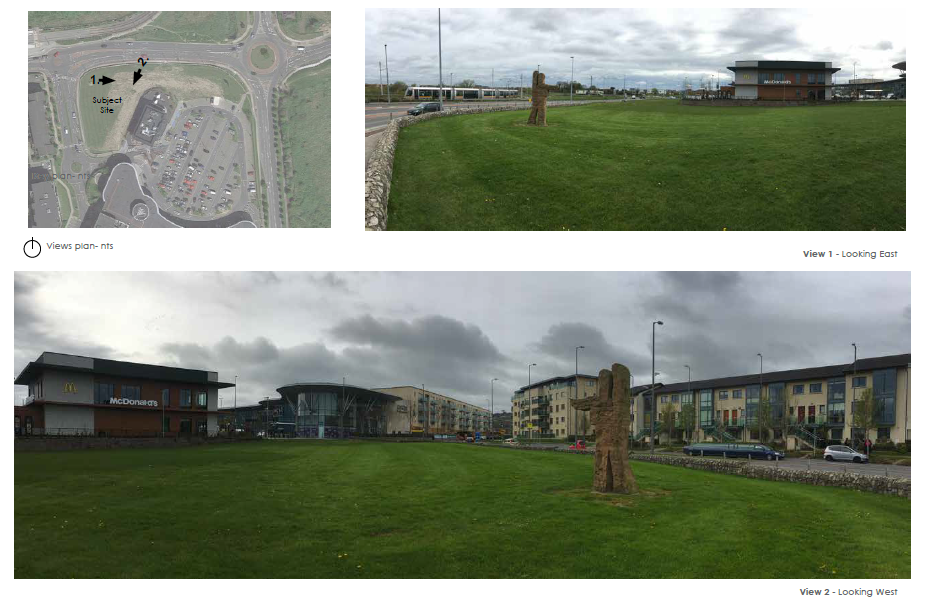 2.
1.
Subject
Site
Views plan- nts
McDonald's
View 1 - Looking East
McDonald's
View 2 - Looking West